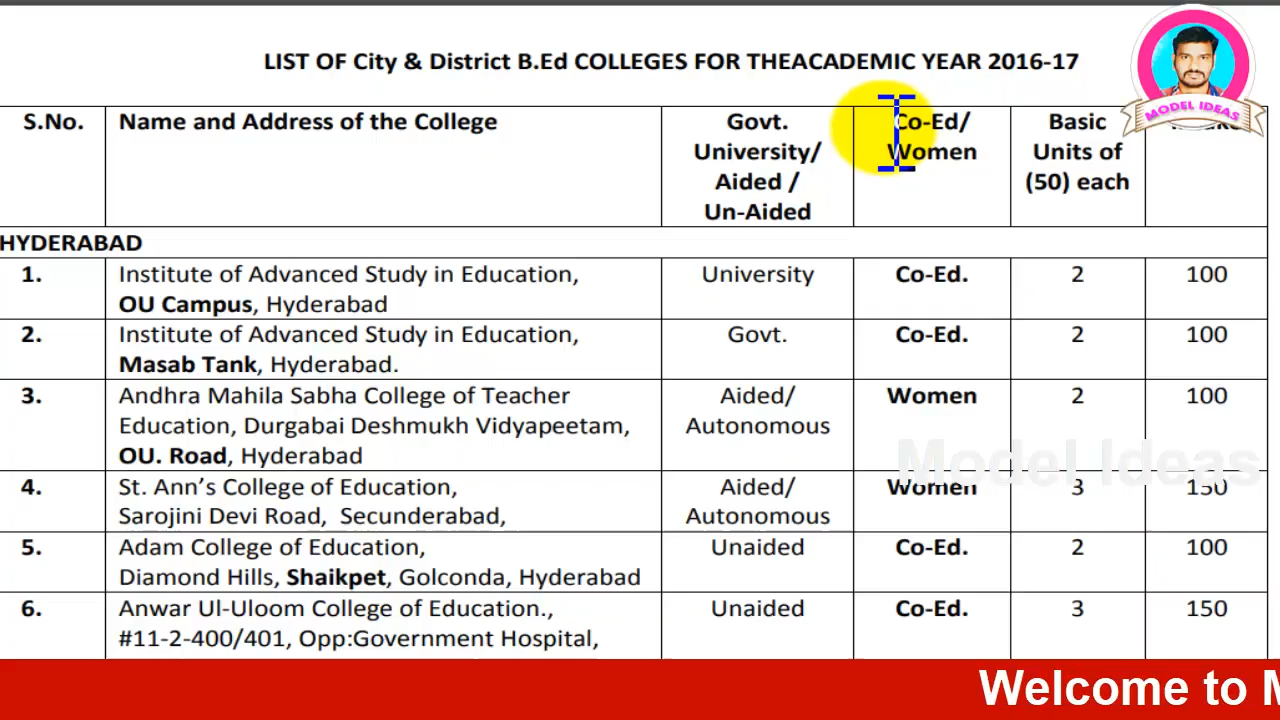 LIST OF City & District B.Ed COLLEGES FOR THEACADEMIC YEAR 2016-17
MODEL IDEAS
S.No.
Name and Address of the College
Govt.
University/
Aided /
Un-Aided
Co-Ed/
Women
Basic
Units of
(50) each
HYDERABAD
1.
Institute of Advanced Study in Education,
OU Campus, Hyderabad
University
Co-Ed.
2
100
2.
Institute of Advanced Study in Education,
Masab Tank, Hyderabad.
Govt.
Co-Ed.
2
100
3.
Andhra Mahila Sabha College of Teacher
Education, Durgabai Deshmukh Vidyapeetam,
OU. Road, Hyderabad
Aided/
Autonomous
Women
2
100
Model Ideas
4.
St. Ann’s College of Education,
Sarojini Devi Road, Secunderabad,
Aided/
Autonomous
Women
3
150
5.
Adam College of Education,
Diamond Hills, Shaikpet, Golconda, Hyderabad
Unaided
Co-Ed.
2
100
6.
Anwar Ul-Uloom College of Education.,
#11-2-400/401, Opp:Government Hospital,
Unaided
Co-Ed.
3
150
Welcome to M